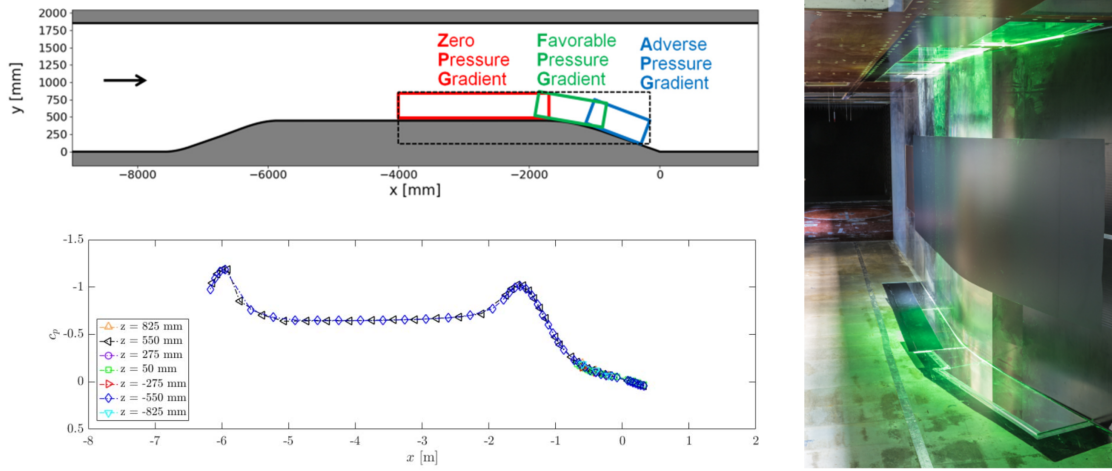 2000
1750
1500
1250
1000
750
500
250
0
y [mm]
Zero
Pressure
Gradient
Favorable
Pressure
Gradient
Adverse
Pressure
Gradient
−8000 −6000 −4000 −2000 0
x [mm]
-1.5
-1
-0.5
0
0.5
cp
z = 825 mm
z = 550 mm
z = 275 mm
z = 50 mm
z = -275 mm
z = -550 mm
z = -825 mm
-8 -7 -6 -5 -4 -3 -2 -1 0 1 2
x [m]